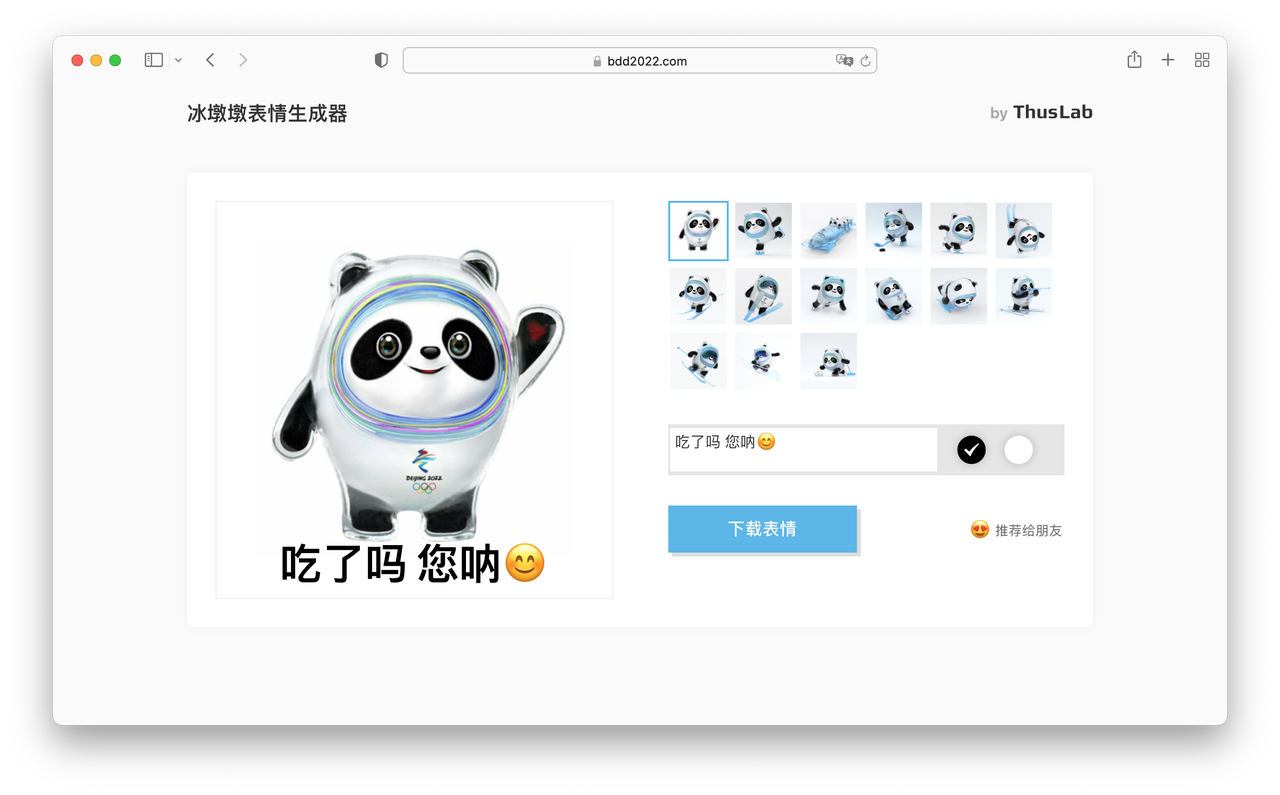 bdd2022.com
冰墩墩表情生成器
by ThusLab
BEIJING 2022
吃了吗 您呐😊
吃了吗 您呐😊
下载表情
😍 推荐给朋友